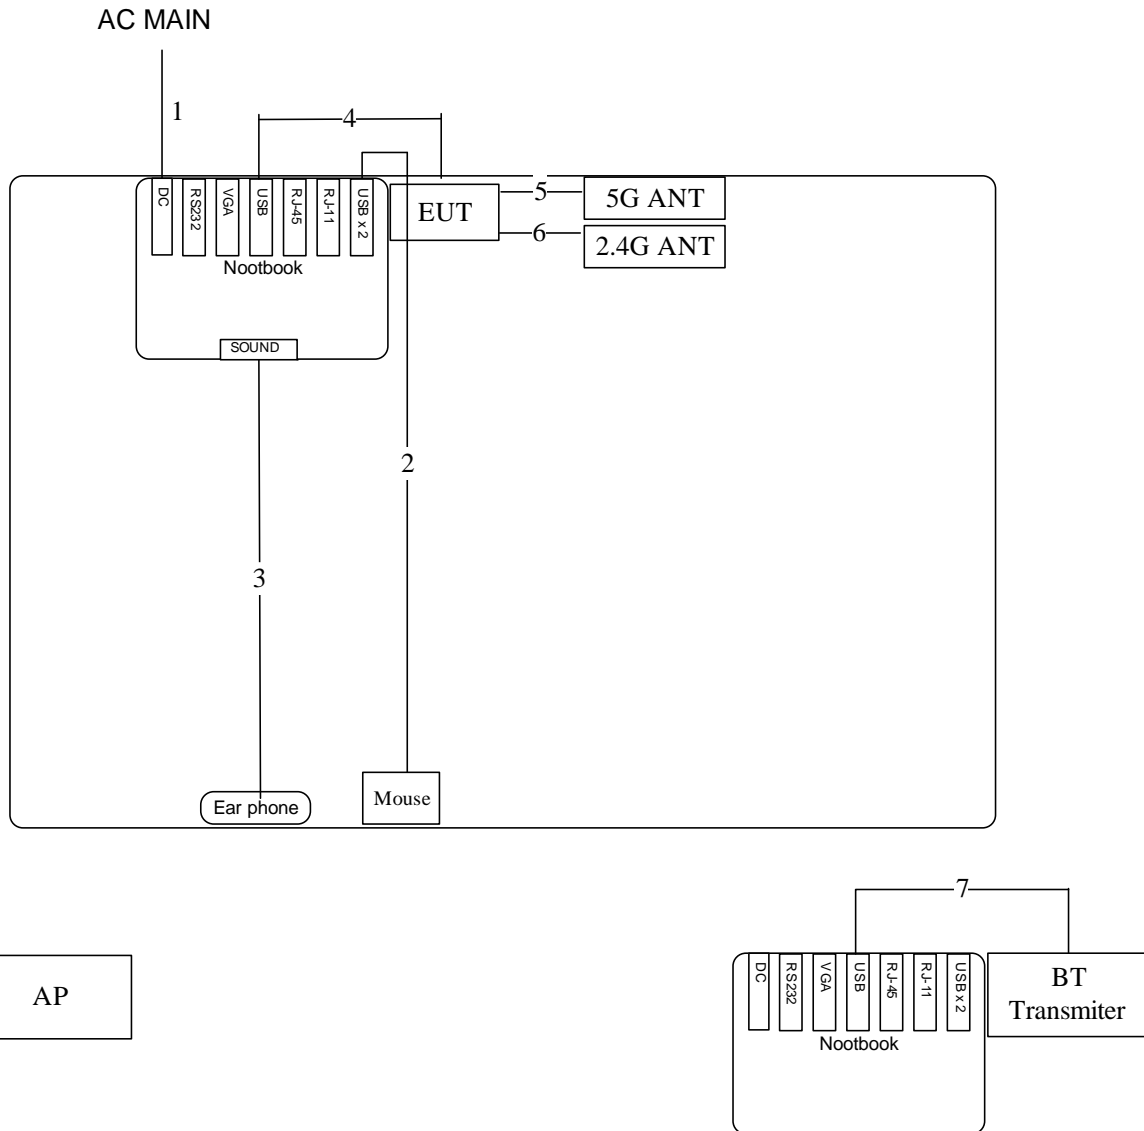 AC MAIN
1
4
DC
RS232
VGA
USB
RJ-45
RJ-11
USB x 2
EUT
5
5G ANT
6
2.4G ANT
Nootbook
SOUND
2
3
Ear phone
Mouse
7
AP
DC
RS232
VGA
USB
RJ-45
RJ-11
USB x 2
BT
Transmiter
Nootbook